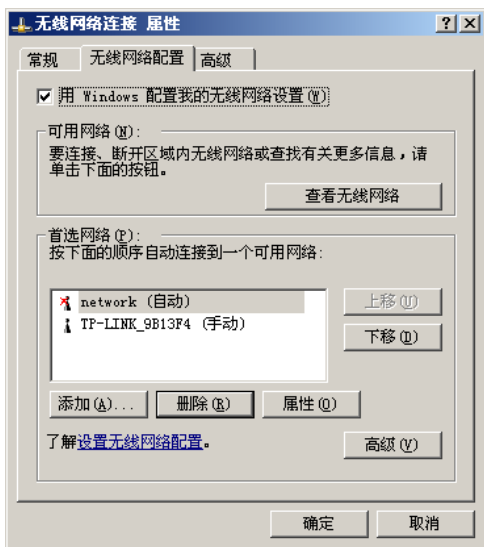 无线网络连接 属性
常规 无线网络配置 高级
用 Windows 配置我的无线网络设置(W)
可用网络(N):
要连接、断开区域内无线网络或查找有关更多信息，请
单击下面的按钮。
查看无线网络
首选网络(P):
按下面的顺序自动连接到一个可用网络:
network (自动)
上移(U)
TP-LINK_9B13F4 (手动)
下移(D)
添加(A)... 删除(R) 属性(O)
了解设置无线网络配置。
高级(V)
确定 取消